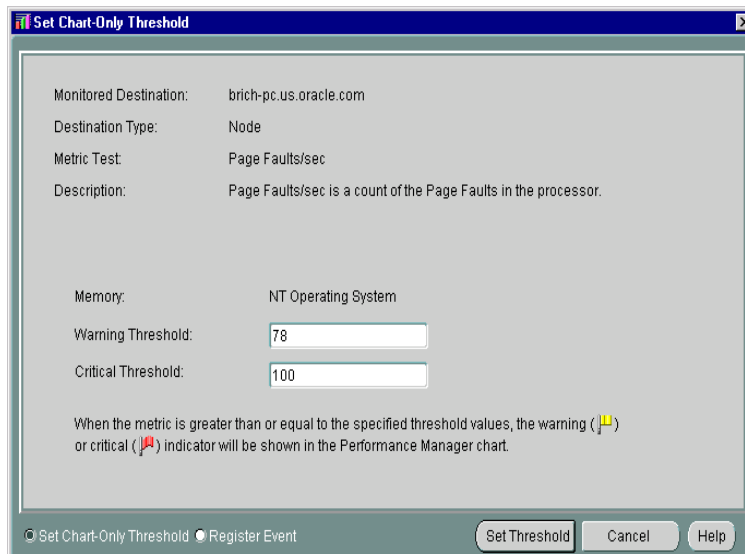 Set Chart-Only Threshold
Monitored Destination: brich-pc.us.oracle.com
Destination Type: Node
Metric Test: Page Faults/sec
Description: Page Faults/sec is a count of the Page Faults in the processor.
Memory: NT Operating System
Warning Threshold: 78
Critical Threshold: 100
When the metric is greater than or equal to the specified threshold values, the warning ( )
or critical ( ) indicator will be shown in the Performance Manager chart.
Set Chart-Only Threshold Register Event Set Threshold Cancel Help